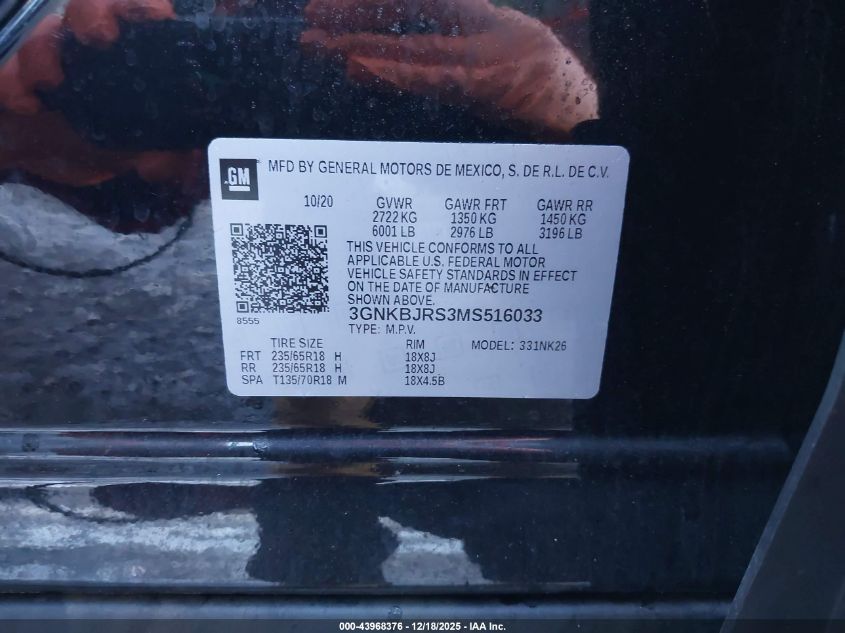 GM
MFD BY GENERAL MOTORS DE MEXICO, S. DE R.L. DE C.V.
10/20 GVWR GAWR FRT GAWR RR
2722 KG 1350 KG 1450 KG
6001 LB 2976 LB 3196 LB
THIS VEHICLE CONFORMS TO ALL
APPLICABLE U.S. FEDERAL MOTOR
VEHICLE SAFETY STANDARDS IN EFFECT
ON THE DATE OF MANUFACTURE
SHOWN ABOVE.
8555 3GNKBJRS3MS516033
TYPE: M.P.V.
TIRE SIZE RIM MODEL: 331NK26
FRT 235/65R18 H 18X8J
RR 235/65R18 H 18X8J
SPA T135/70R18 M 18X4.5B
000-43968376 - 12/18/2025 - IAA Inc.